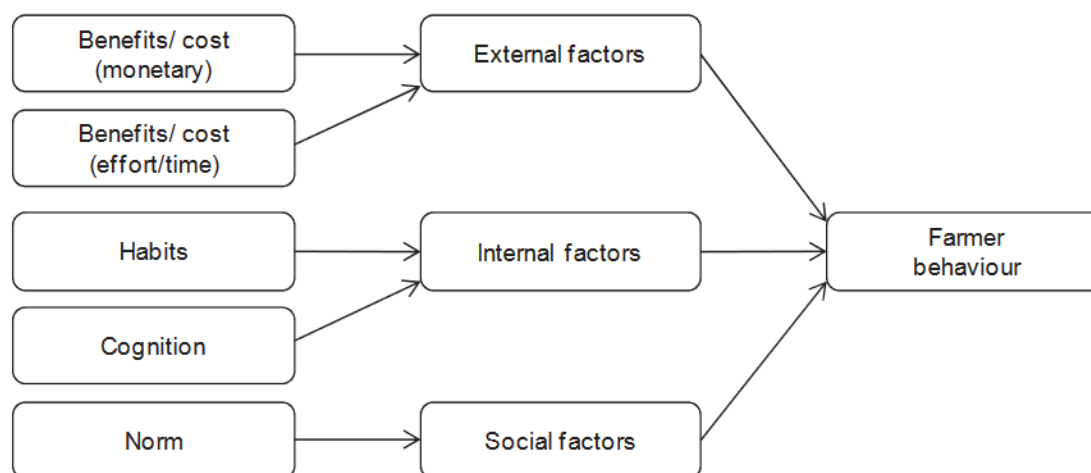 Benefits/ cost
(monetary)
External factors
Benefits/ cost
(effort/time)
Habits
Internal factors
Farmer
behaviour
Cognition
Norm
Social factors